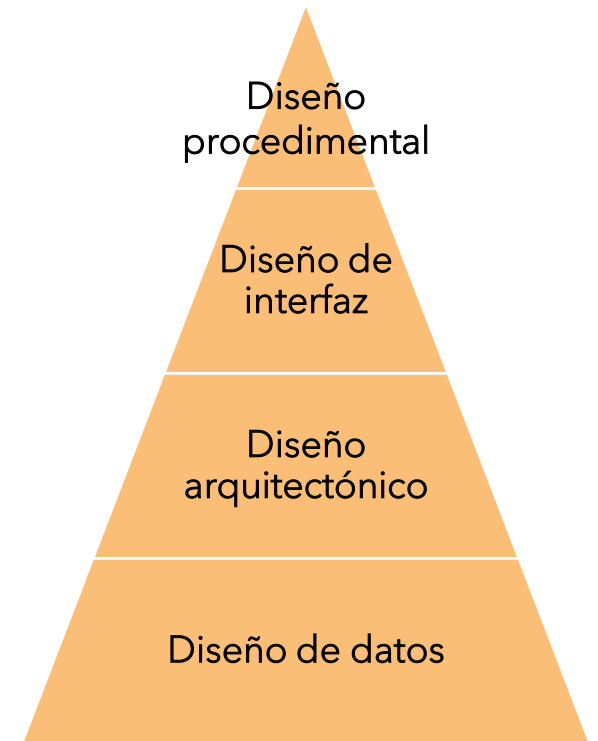 Diseño
procedimental
Diseño de
interfaz
Diseño
arquitectónico
Diseño de datos